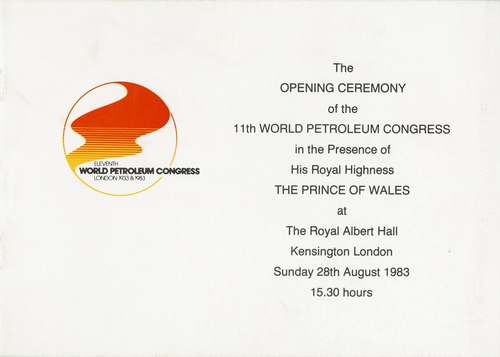 ELEVENTH
WORLD PETROLEUM CONGRESS
LONDON 1933 & 1983
The
OPENING CEREMONY
of the
11th WORLD PETROLEUM CONGRESS
in the Presence of
His Royal Highness
THE PRINCE OF WALES
at
The Royal Albert Hall
Kensington London
Sunday 28th August 1983
15.30 hours